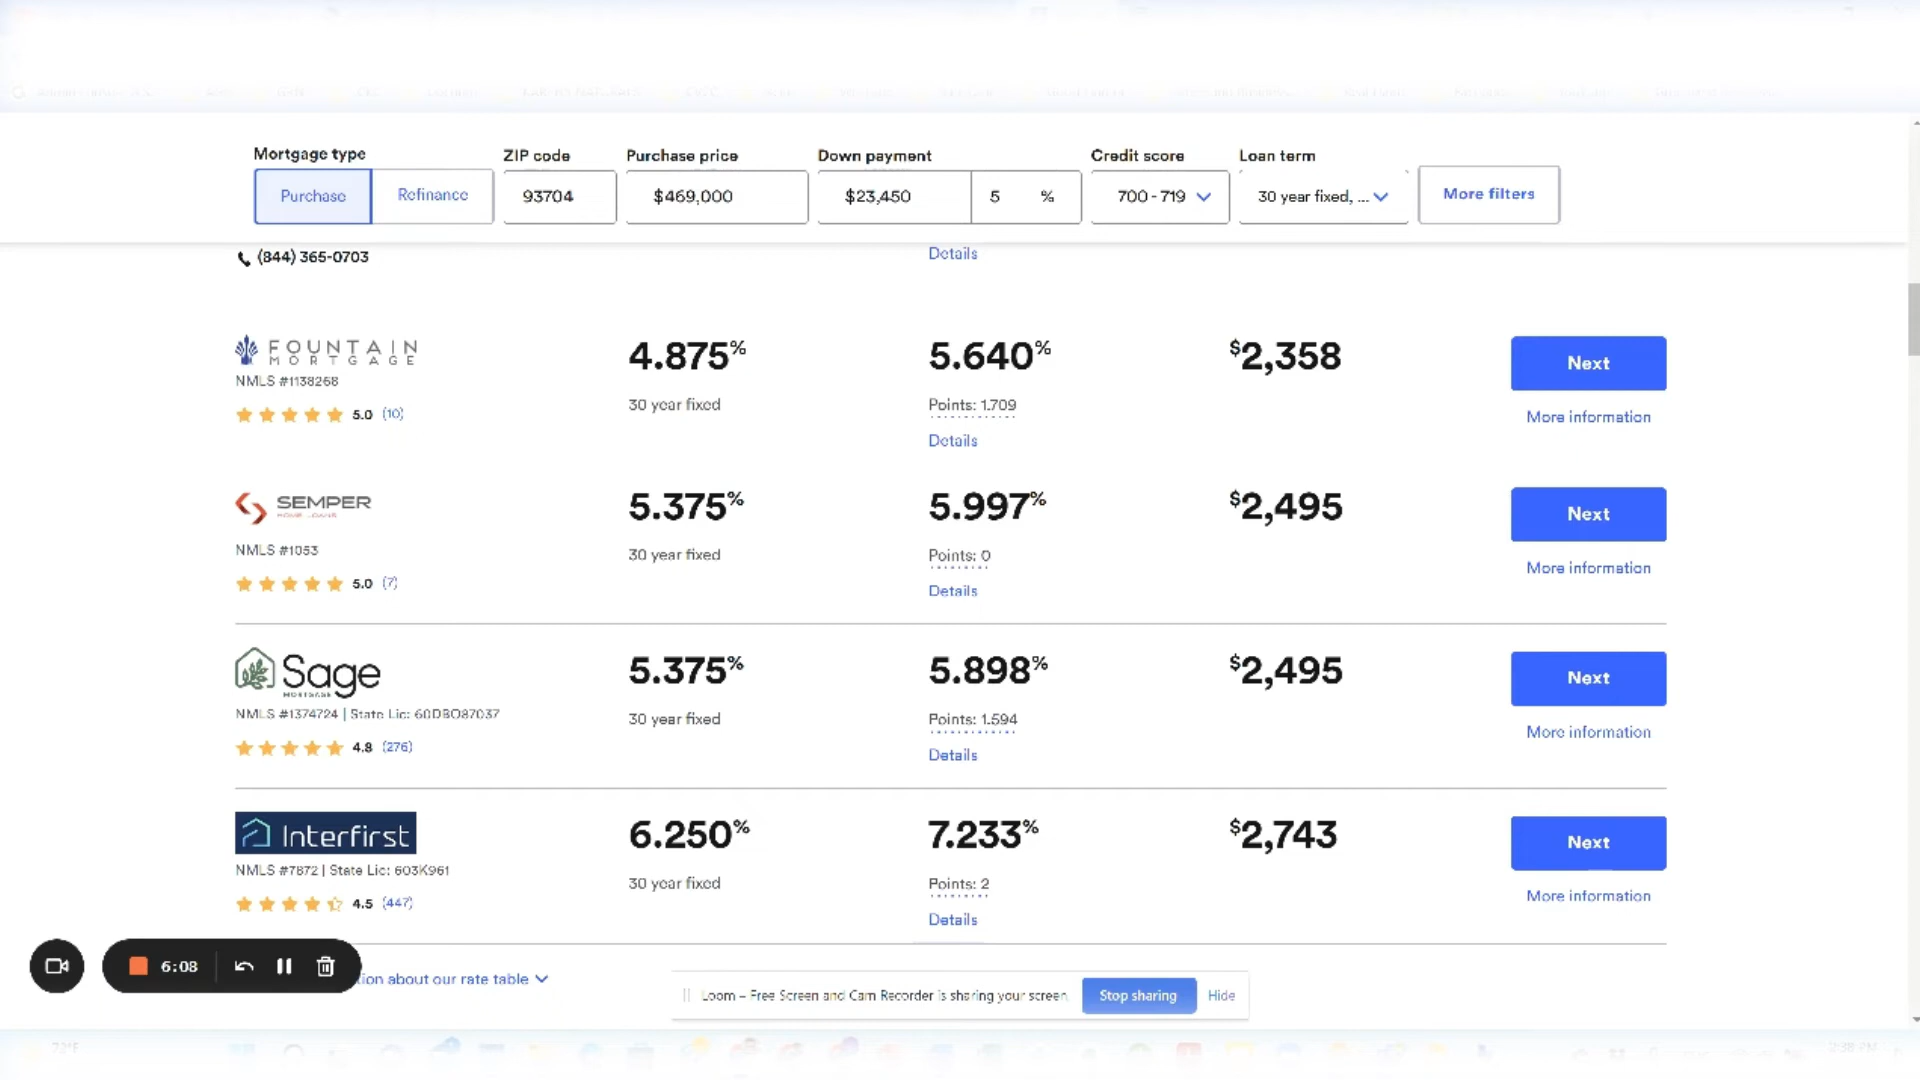 Mortgage type
ZIP code
Purchase price
Down payment
Credit score
Loan term
Purchase
Refinance
93704
$469,000
$23,450
5 %
700 - 719
30 year fixed, ...
More filters
(844) 365-0703
Details
FOUNTAIN
MORTGAGE
NMLS #1138268
5.0 (10)
4.875%
30 year fixed
5.640%
Points: 1.709
Details
$2,358
Next
More information
SEMPER
HOME LOANS
NMLS #1053
5.0 (7)
5.375%
30 year fixed
5.997%
Points: 0
Details
$2,495
Next
More information
Sage
MORTGAGE
NMLS #1374724 | State Lic: 60DBO87037
4.8 (276)
5.375%
30 year fixed
5.898%
Points: 1.594
Details
$2,495
Next
More information
Interfirst
NMLS #7872 | State Lic: 603K961
4.5 (447)
6.250%
30 year fixed
7.233%
Points: 2
Details
$2,743
Next
More information
6:08
tion about our rate table
Loom – Free Screen and Cam Recorder is sharing your screen.
Stop sharing
Hide
72°F